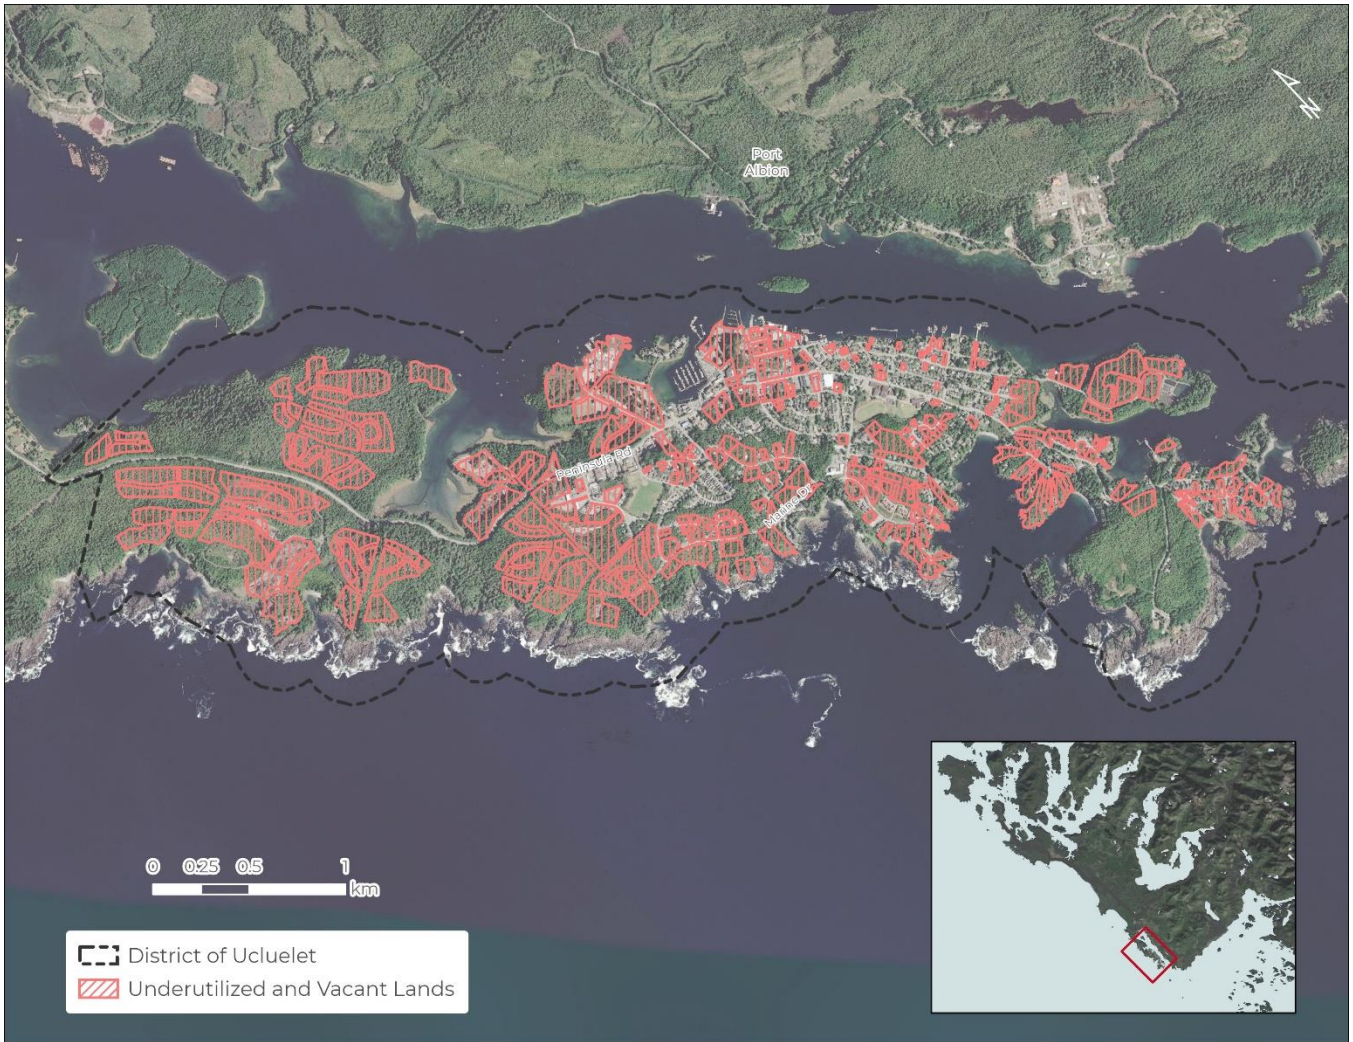 Port
Albion
N
Peninsula Rd
Marine Dr
0 0.25 0.5 1
km
District of Ucluelet
Underutilized and Vacant Lands